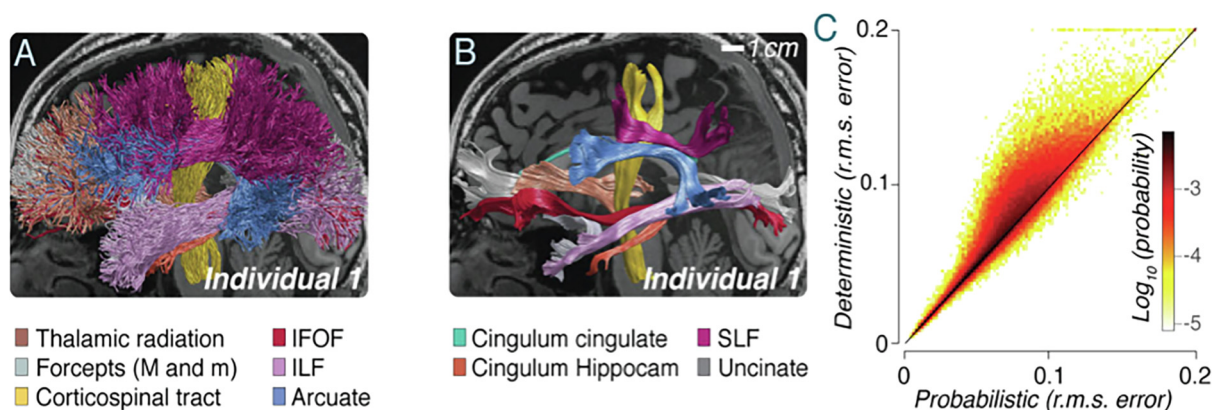 A
Individual 1
B
1 cm
Individual 1
C
0.2
0.1
0
Deterministic (r.m.s. error)
-3
-4
-5
Log10 (probability)
0
0.1
0.2
Probabilistic (r.m.s. error)
Thalamic radiation
IFOF
Forcepts (M and m)
ILF
Corticospinal tract
Arcuate
Cingulum cingulate
SLF
Cingulum Hippocam
Uncinate